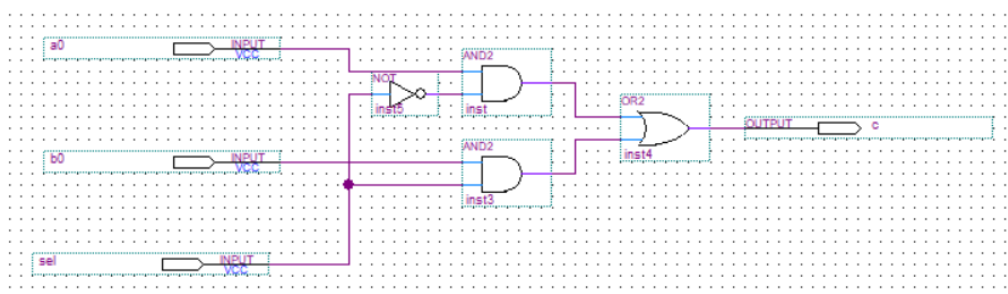 a0
INPUT
VCC
NOT
inst5
AND2
inst
OR2
inst4
OUTPUT
c
b0
INPUT
VCC
AND2
inst3
sel
INPUT
VCC